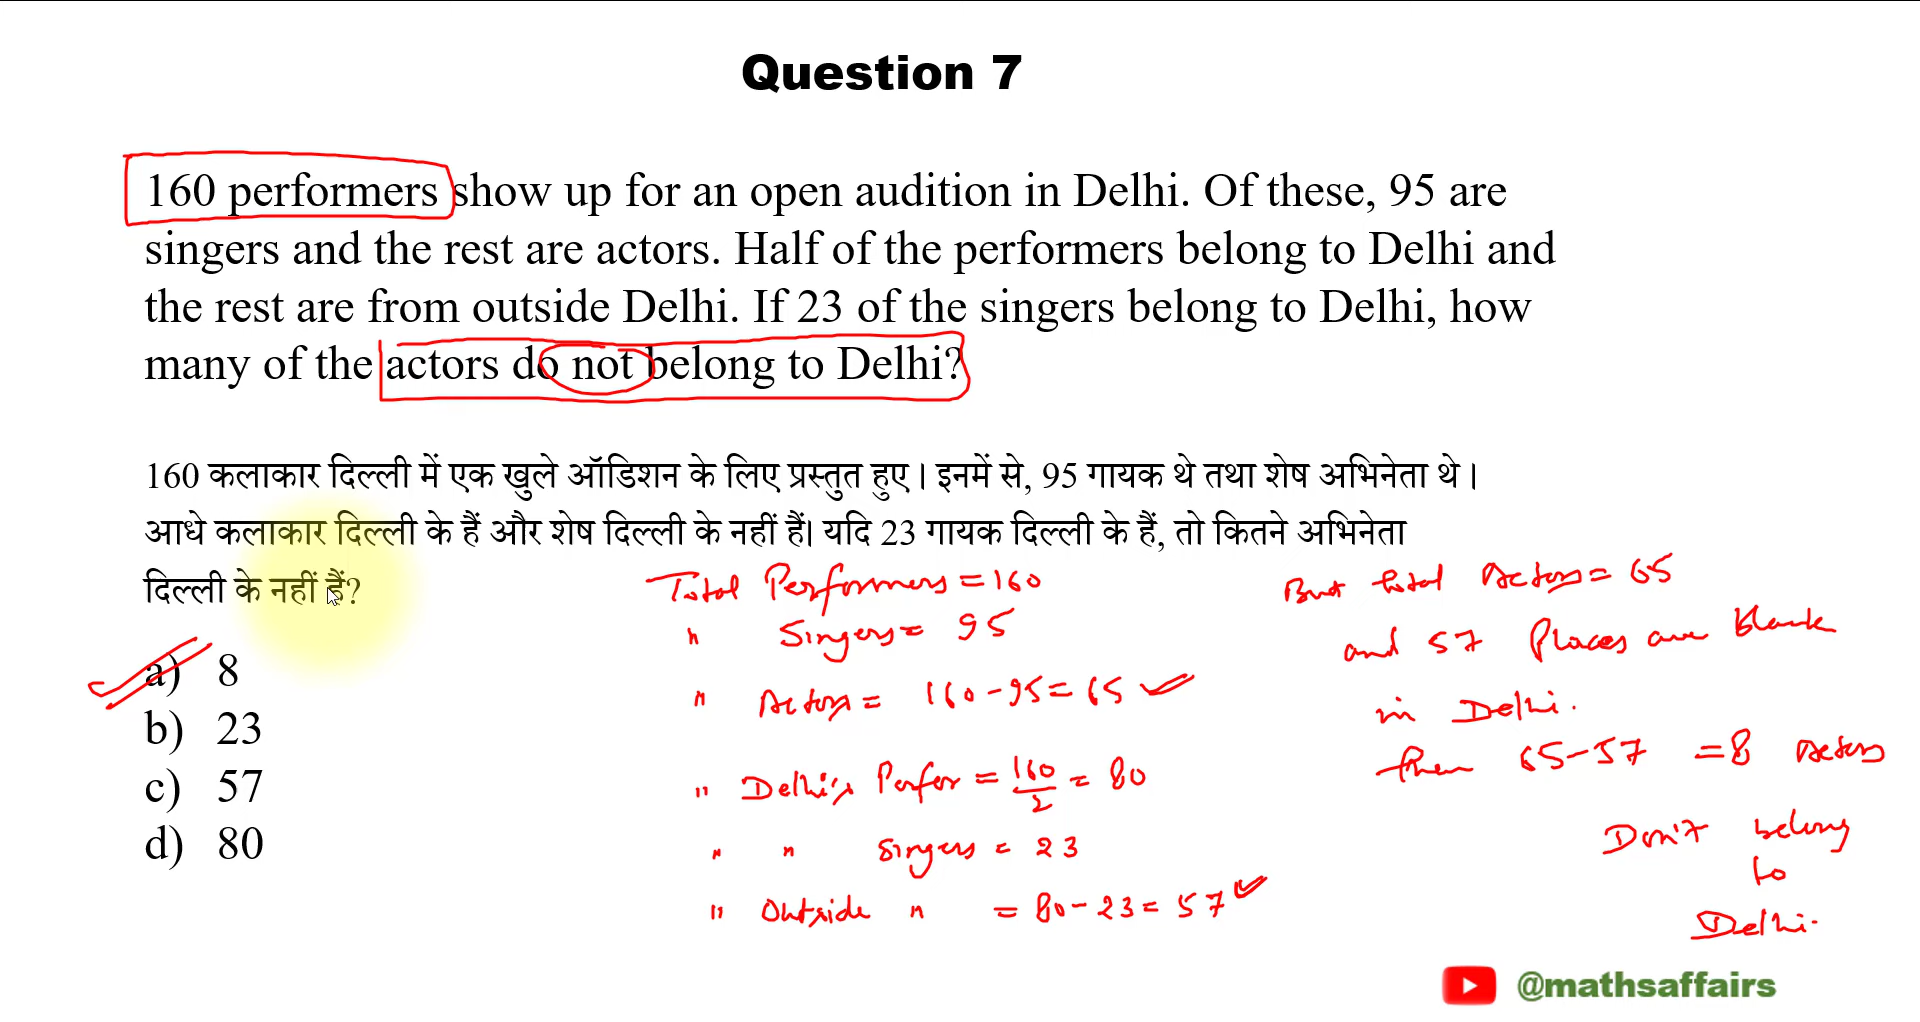 Question 7
160 performers show up for an open audition in Delhi. Of these, 95 are
singers and the rest are actors. Half of the performers belong to Delhi and
the rest are from outside Delhi. If 23 of the singers belong to Delhi, how
many of the actors do not belong to Delhi?
160 कलाकार दिल्ली में एक खुले ऑडिशन के लिए प्रस्तुत हुए। इनमें से, 95 गायक थे तथा शेष अभिनेता थे।
आधे कलाकार दिल्ली के हैं और शेष दिल्ली के नहीं हैं। यदि 23 गायक दिल्ली के हैं, तो कितने अभिनेता
दिल्ली के नहीं हैं?
a) 8
b) 23
c) 57
d) 80
Total Performers = 160
" Singers = 95
" Actors = 160 - 95 = 65
" Delhi's Perfor = 160/2 = 80
" " Singers = 23
" Outside " = 80 - 23 = 57
But total Actors = 65
and 57 Places are blank
in Delhi.
then 65 - 57 = 8 Actors
Don't belong
to
Delhi.
@mathsaffairs